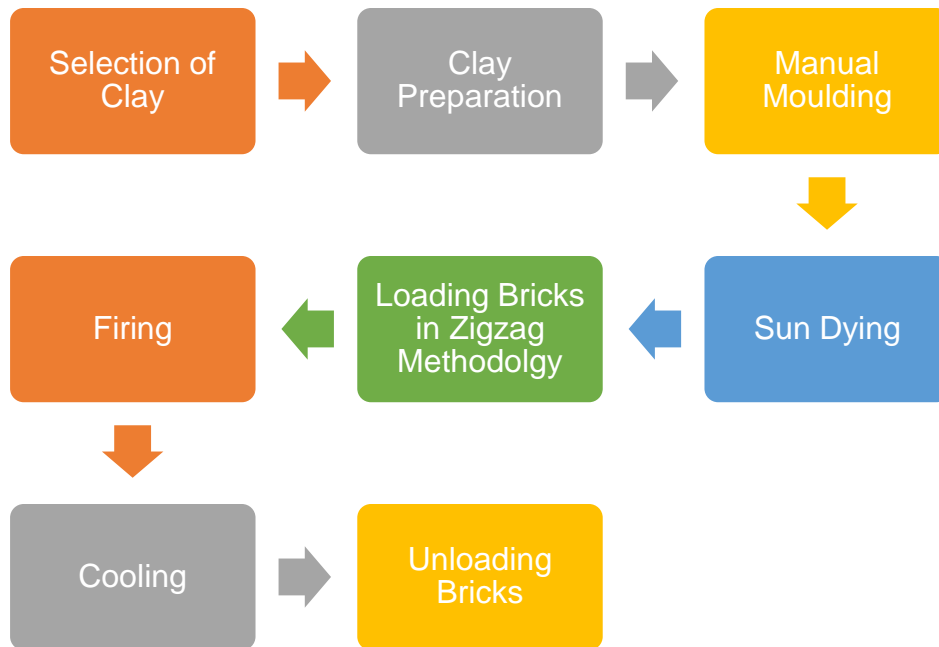 Selection of
Clay
Clay
Preparation
Manual
Moulding
Sun Dying
Loading Bricks
in Zigzag
Methodolgy
Firing
Cooling
Unloading
Bricks